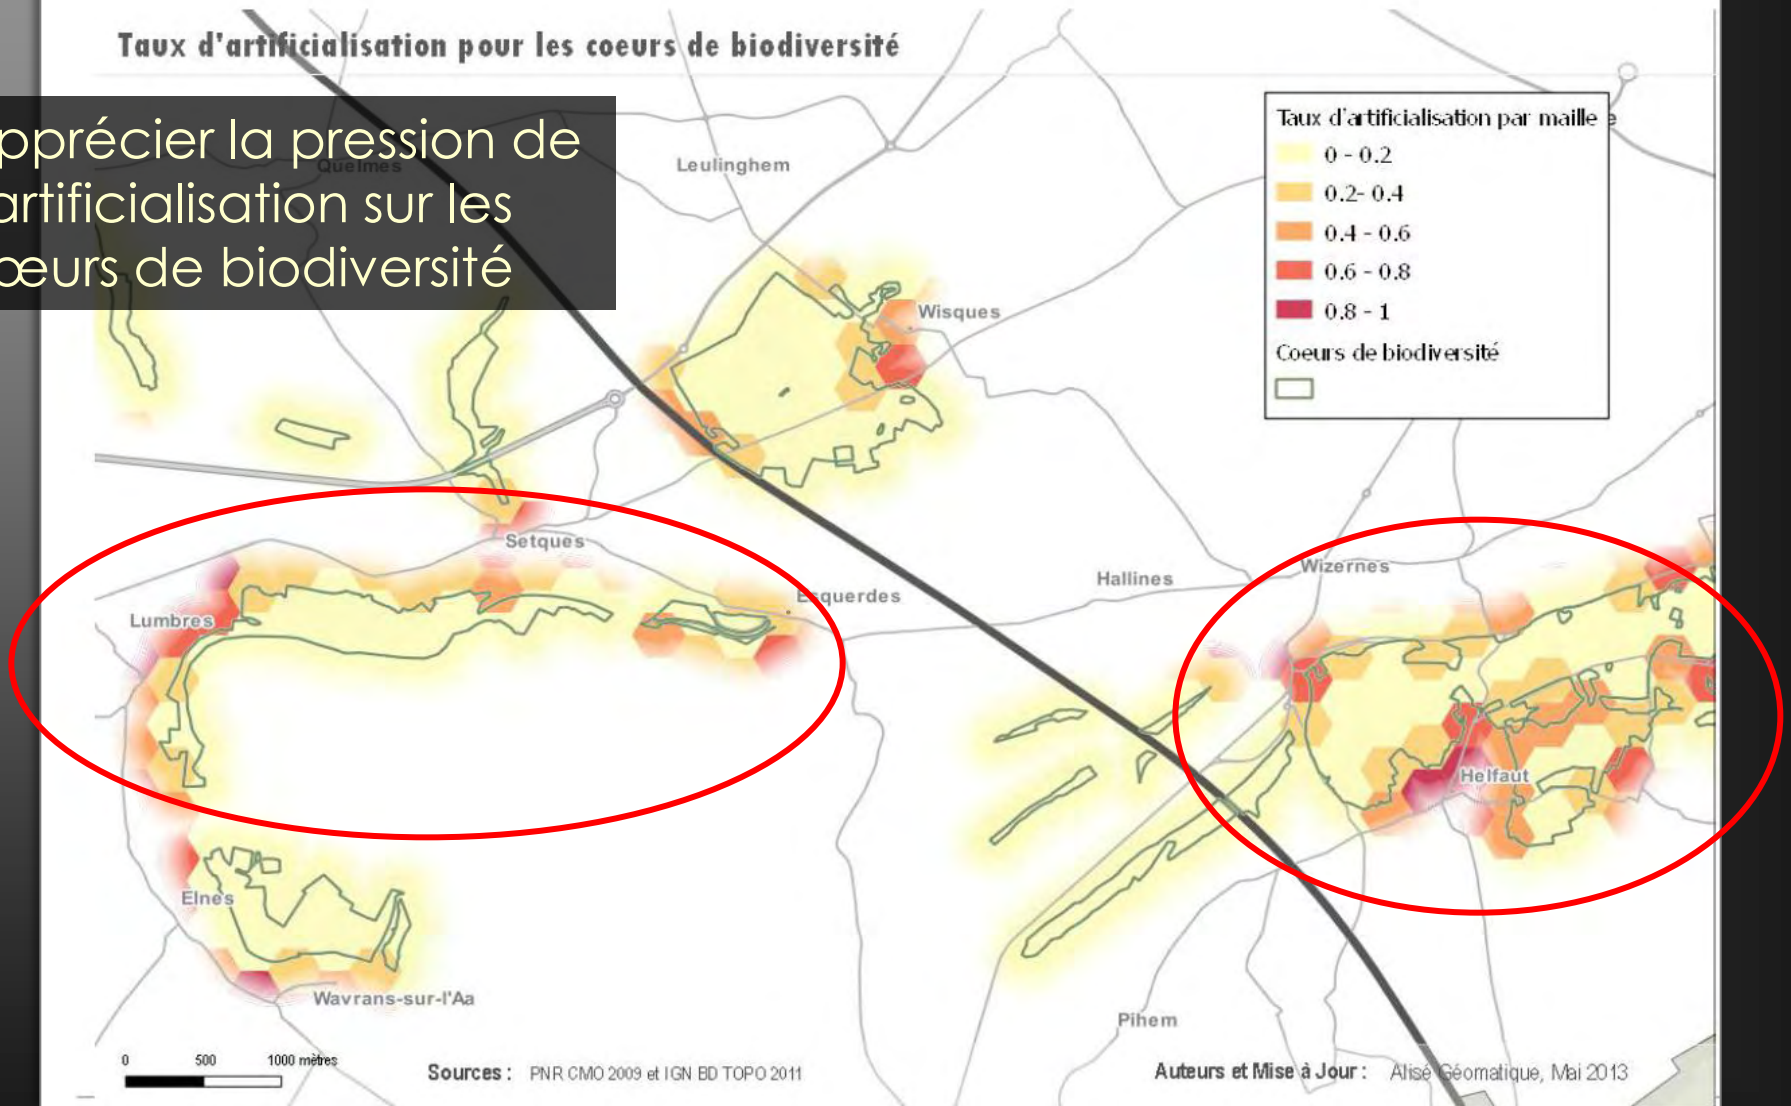 Taux d'artificialisation pour les coeurs de biodiversité
pprécier la pression de
artificialisation sur les
œurs de biodiversité
Quelmes
Leulinghem
Taux d'artificialisation par maille e
0 - 0.2
0.2- 0.4
0.4 - 0.6
0.6 - 0.8
0.8 - 1
Coeurs de biodiversité
Wisques
Setques
Wizernes
Hallines
Esquerdes
Lumbres
Helfaut
Elnes
Wavrans-sur-l'Aa
Pihem
0 500 1000 mètres
Sources : PNR CMO 2009 et IGN BD TOPO 2011
Auteurs et Mise à Jour : Alisé Géomatique, Mai 2013